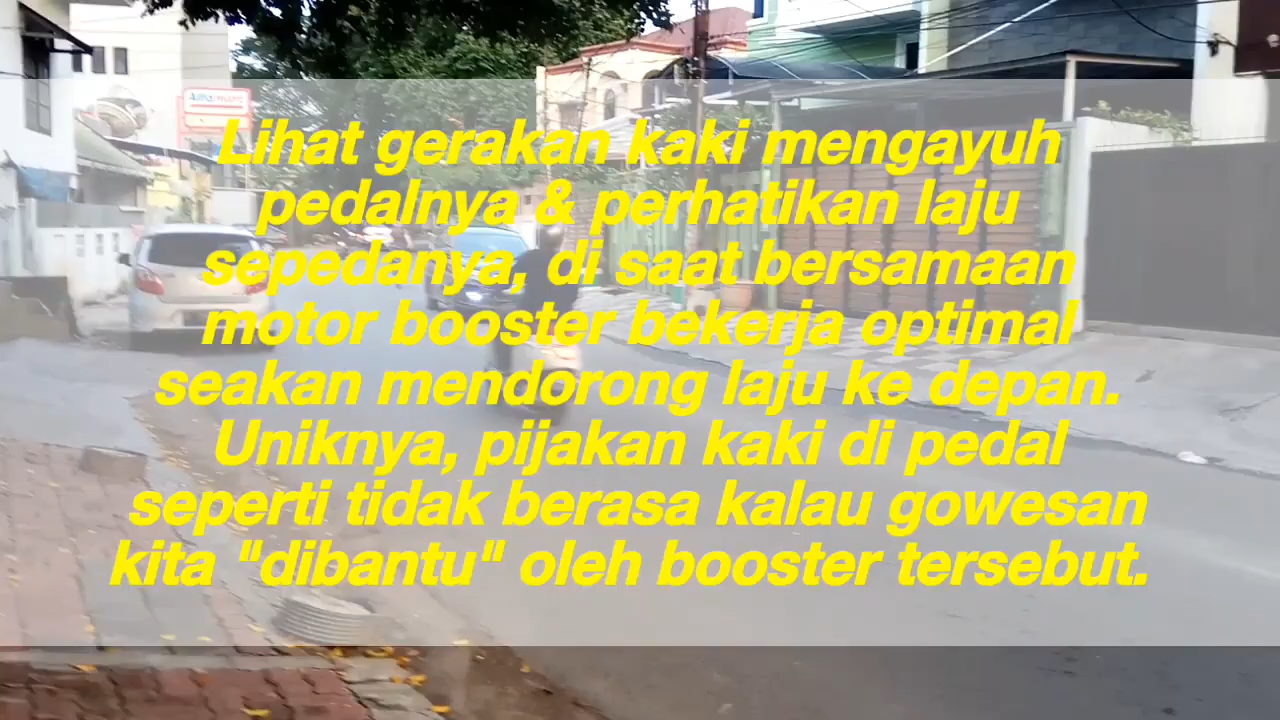 Alfamart
Lihat gerakan kaki mengayuh
pedalnya & perhatikan laju
sepedanya, di saat bersamaan
motor booster bekerja optimal
seakan mendorong laju ke depan.
Uniknya, pijakan kaki di pedal
seperti tidak berasa kalau gowesan
kita "dibantu" oleh booster tersebut.